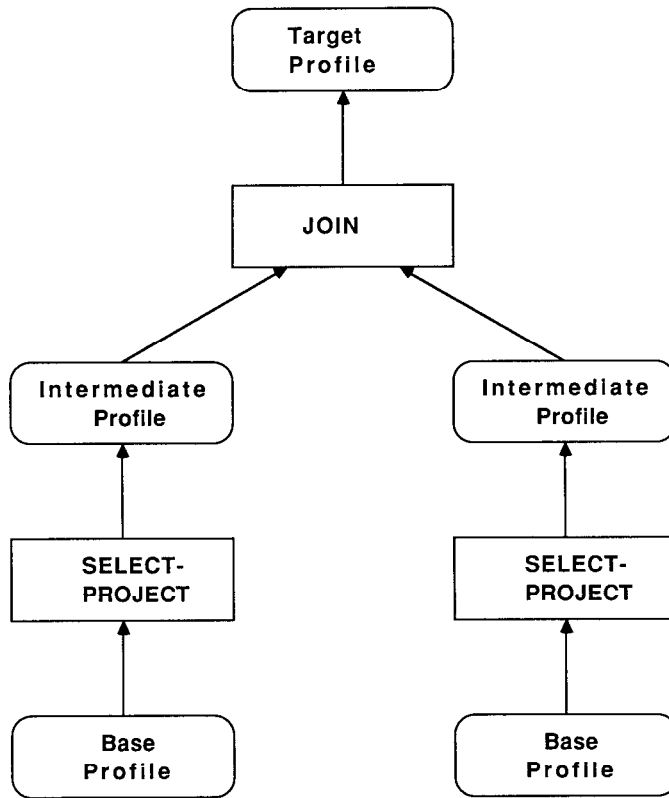 Target
Profile
JOIN
Intermediate
Profile
Intermediate
Profile
SELECT-
PROJECT
SELECT-
PROJECT
Base
Profile
Base
Profile